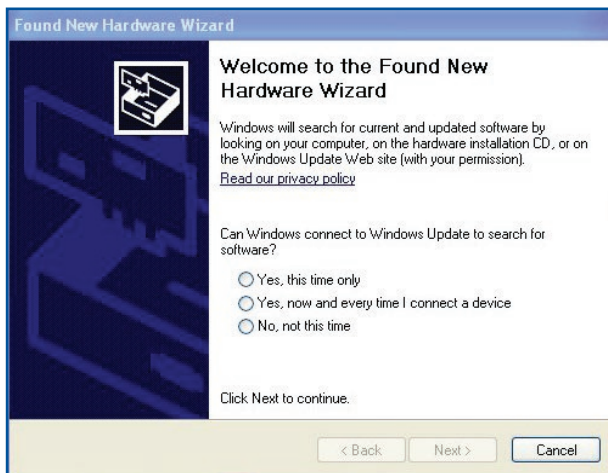 Found New Hardware Wizard
Welcome to the Found New
Hardware Wizard
Windows will search for current and updated software by
looking on your computer, on the hardware installation CD, or on
the Windows Update Web site (with your permission).
Read our privacy policy
Can Windows connect to Windows Update to search for
software?
Yes, this time only
Yes, now and every time I connect a device
No, not this time
Click Next to continue.
< Back
Next >
Cancel